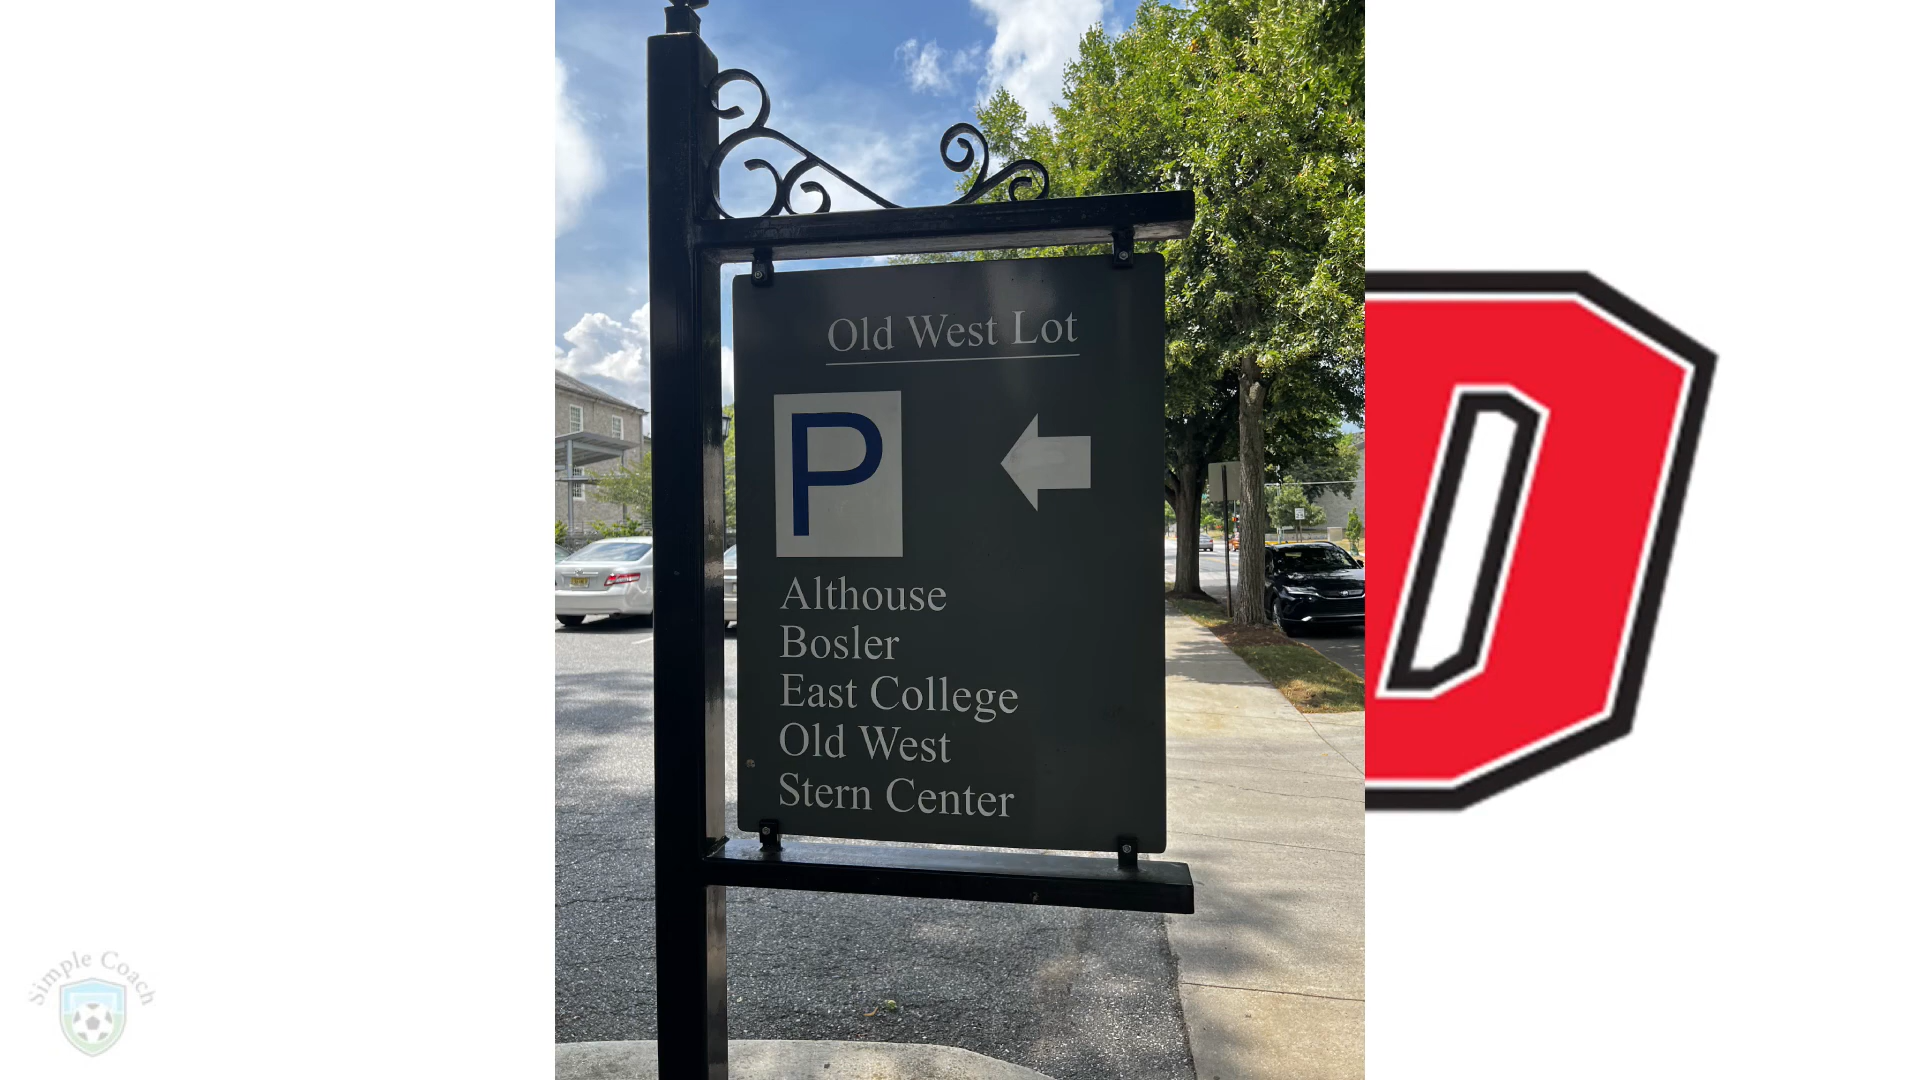 Old West Lot
P
Althouse
Bosler
East College
Old West
Stern Center
D
Simple Coach